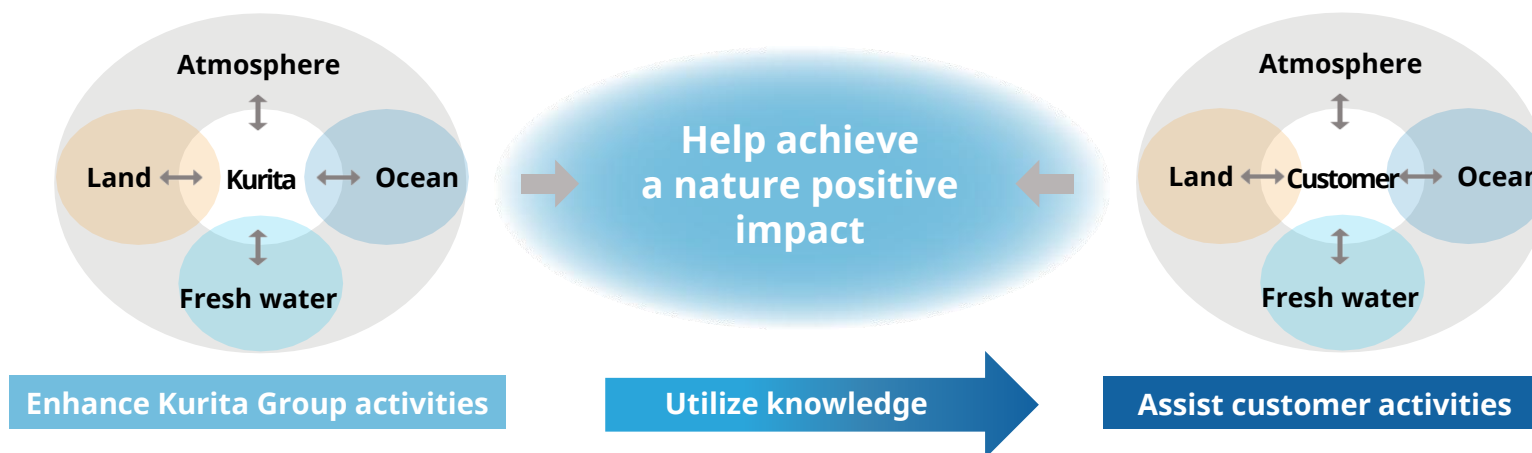 Atmosphere
Land
Kurita
Ocean
Fresh water
Enhance Kurita Group activities
Help achieve
a nature positive
impact
Utilize knowledge
Atmosphere
Land
Customer
Ocean
Fresh water
Assist customer activities